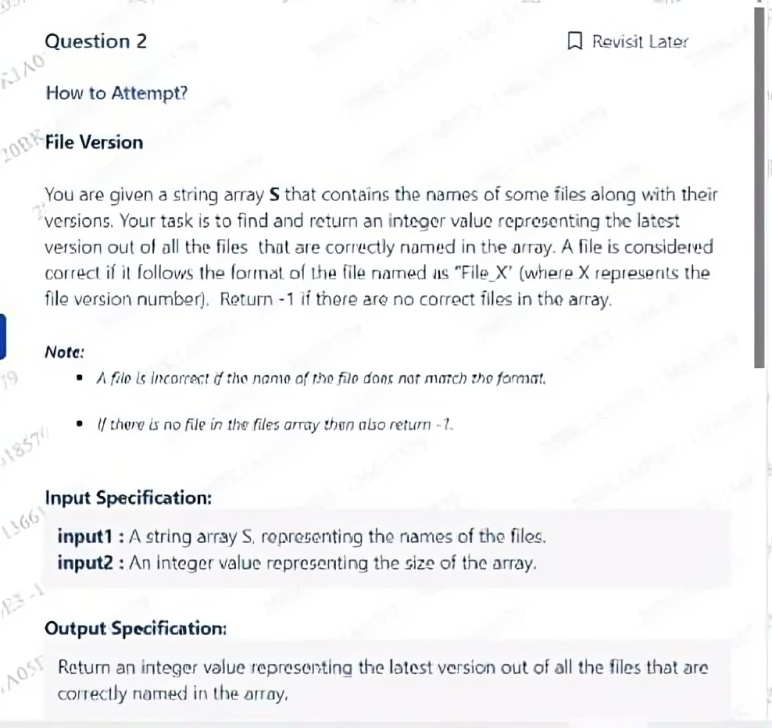 Question 2
Revisit Later
How to Attempt?
File Version
You are given a string array S that contains the names of some files along with their
versions. Your task is to find and return an integer value representing the latest
version out of all the files that are correctly named in the array. A file is considered
correct if it follows the format of the file named as "File_X' (where X represents the
file version number). Return -1 if there are no correct files in the array.
Note:
• A file is incorrect if the name of the file does not match the format.
• If there is no file in the files array then also return -1.
Input Specification:
input1 : A string array S, representing the names of the files.
input2 : An integer value representing the size of the array.
Output Specification:
Return an integer value representing the latest version out of all the files that are
correctly named in the array.